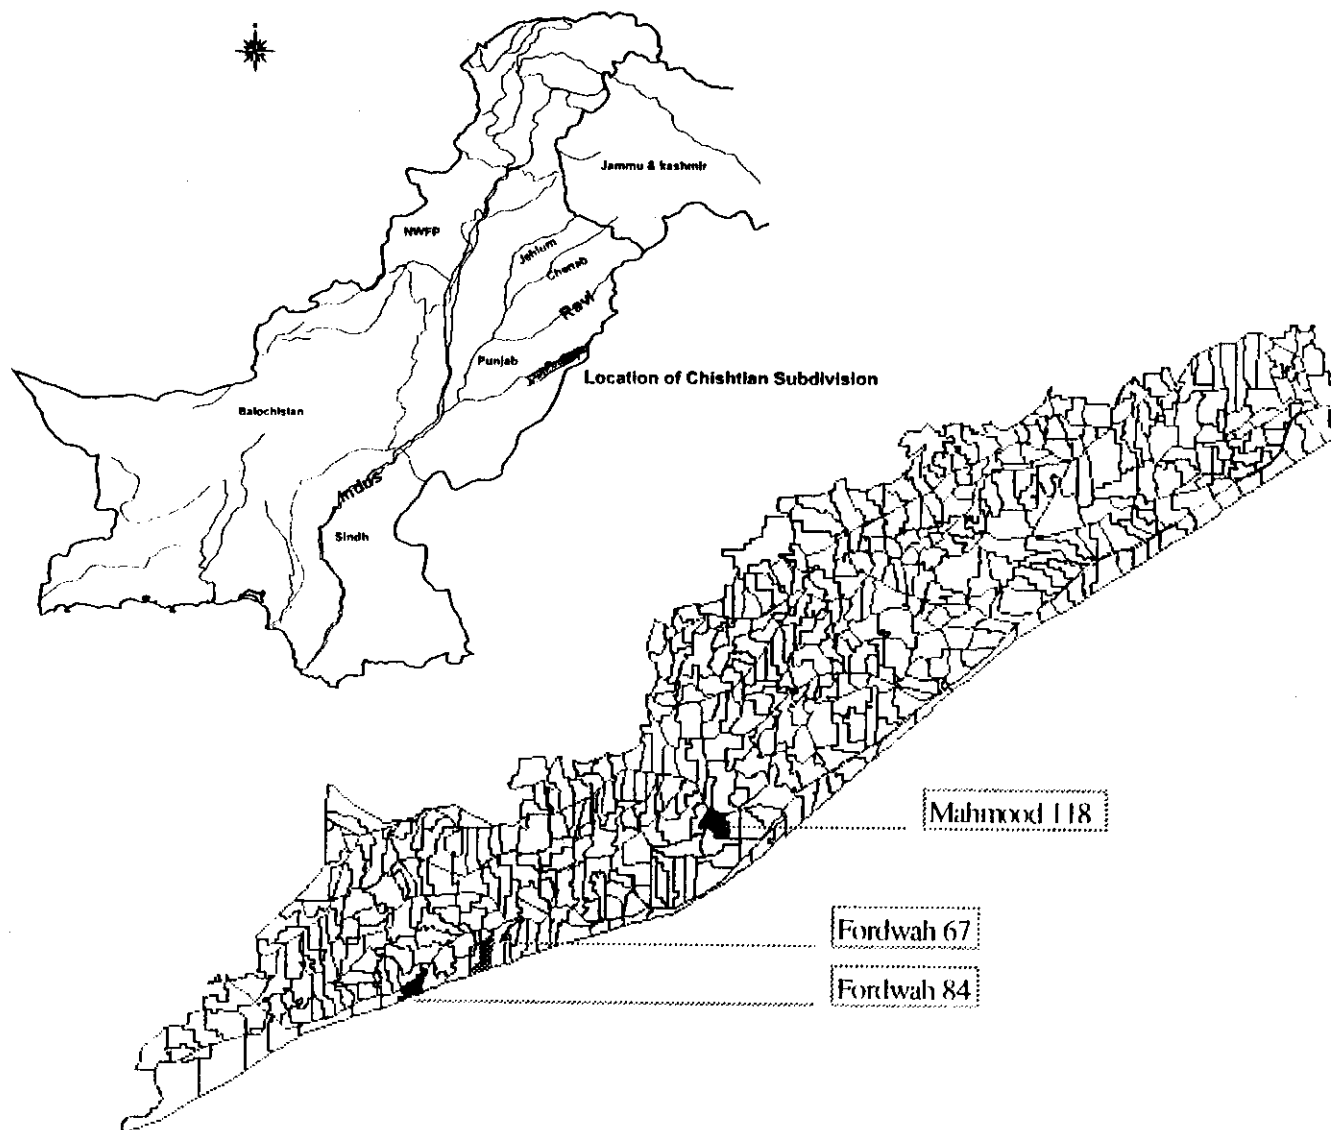 Jammu & kashmir
NWFP
Jehlum
Chenab
Ravi
Punjab
Location of Chishtian Subdivision
Balochistan
Indus
Sindh
Mahmood 118
Fordwah 67
Fordwah 84